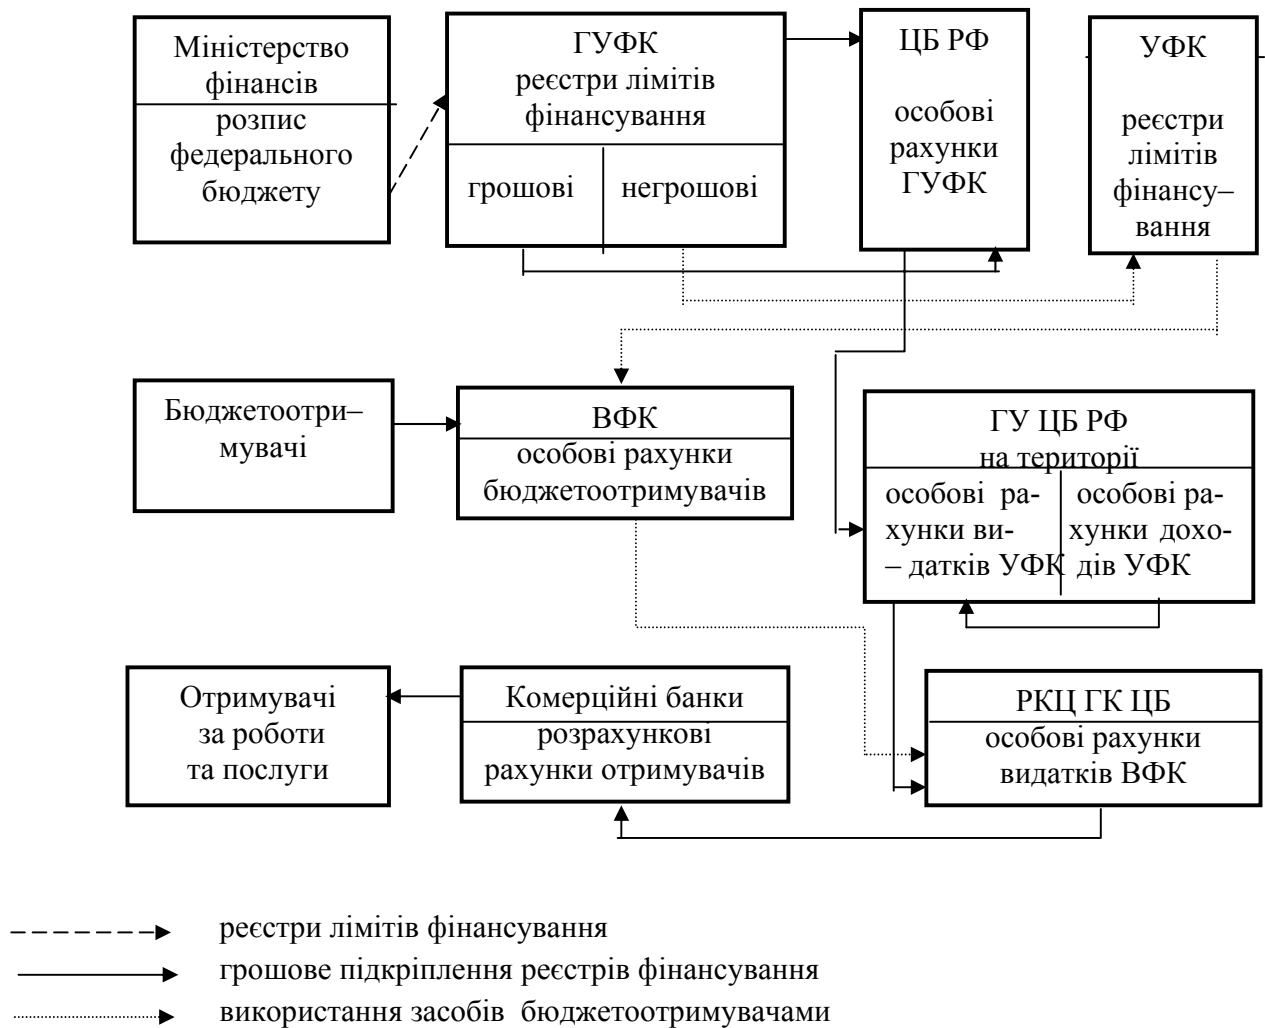 Міністерство
фінансів
розпис
федерального
бюджету
ГУФК
реєстри лімітів
фінансування
грошові
негрошові
ЦБ РФ
особові
рахунки
ГУФК
УФК
реєстри
лімітів
фінансу–
вання
Бюджетоотри–
мувачі
ВФК
особові рахунки
бюджетоотримувачів
ГУ ЦБ РФ
на території
особові ра-
хунки ви-
– датків УФК
особові ра-
хунки дохо-
дів УФК
Отримувачі
за роботи
та послуги
Комерційні банки
розрахункові
рахунки отримувачів
РКЦ ГК ЦБ
особові рахунки
видатків ВФК
реєстри лімітів фінансування
грошове підкріплення реєстрів фінансування
використання засобів бюджетоотримувачами